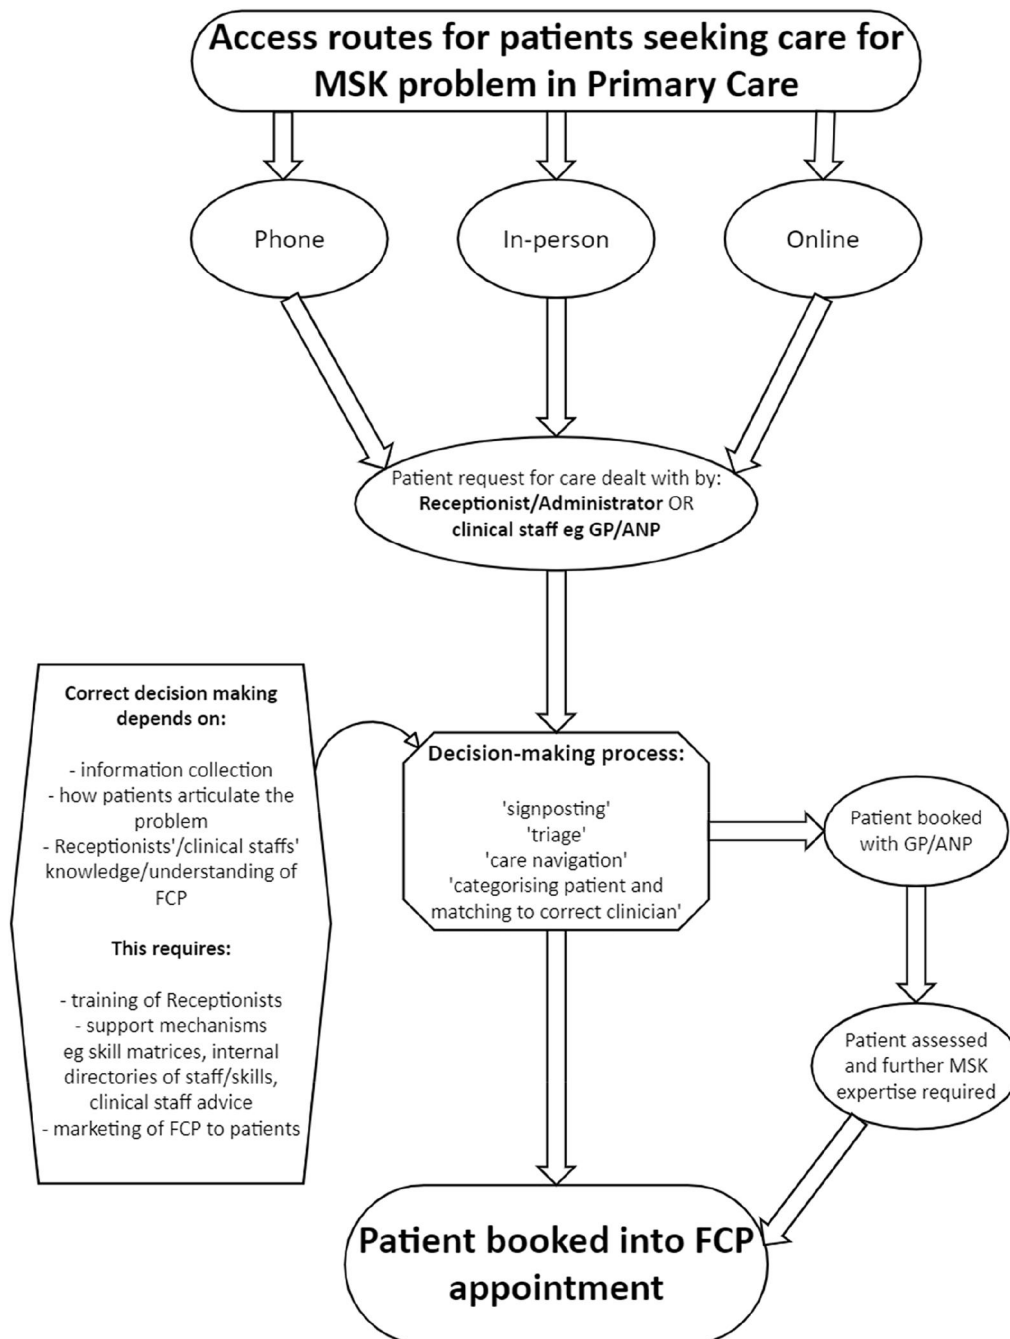 Access routes for patients seeking care for
MSK problem in Primary Care
Phone
In-person
Online
Patient request for care dealt with by:
Receptionist/Administrator OR
clinical staff eg GP/ANP
Correct decision making
depends on:
- information collection
- how patients articulate the
problem
- Receptionists'/clinical staffs'
knowledge/understanding of
FCP
This requires:
- training of Receptionists
- support mechanisms
eg skill matrices, internal
directories of staff/skills,
clinical staff advice
- marketing of FCP to patients
Decision-making process:
'signposting'
'triage'
'care navigation'
'categorising patient and
matching to correct clinician'
Patient booked
with GP/ANP
Patient assessed
and further MSK
expertise required
Patient booked into FCP
appointment